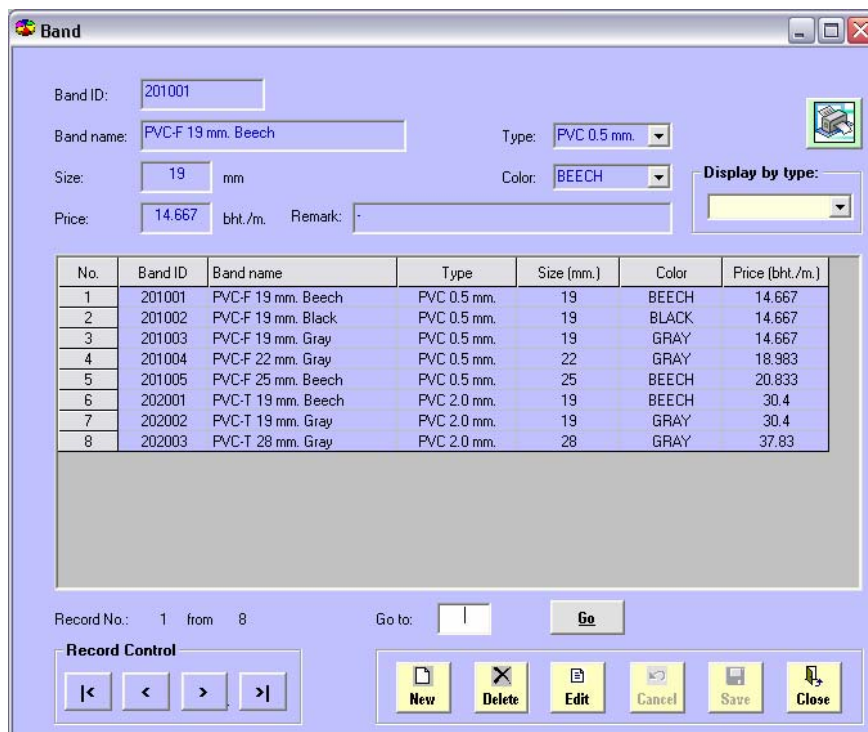 Band
Band ID: 201001
Band name: PVC-F 19 mm. Beech Type: PVC 0.5 mm.
Size: 19 mm Color: BEECH Display by type:
Price: 14.667 bht./m. Remark: -
No. Band ID Band name Type Size (mm.) Color Price (bht./m.)
1 201001 PVC-F 19 mm. Beech PVC 0.5 mm. 19 BEECH 14.667
2 201002 PVC-F 19 mm. Black PVC 0.5 mm. 19 BLACK 14.667
3 201003 PVC-F 19 mm. Gray PVC 0.5 mm. 19 GRAY 14.667
4 201004 PVC-F 22 mm. Gray PVC 0.5 mm. 22 GRAY 18.983
5 201005 PVC-F 25 mm. Beech PVC 0.5 mm. 25 BEECH 20.833
6 202001 PVC-T 19 mm. Beech PVC 2.0 mm. 19 BEECH 30.4
7 202002 PVC-T 19 mm. Gray PVC 2.0 mm. 19 GRAY 30.4
8 202003 PVC-T 28 mm. Gray PVC 2.0 mm. 28 GRAY 37.83
Record No.: 1 from 8 Go to: Go
Record Control
|< < > >| New Delete Edit Cancel Save Close